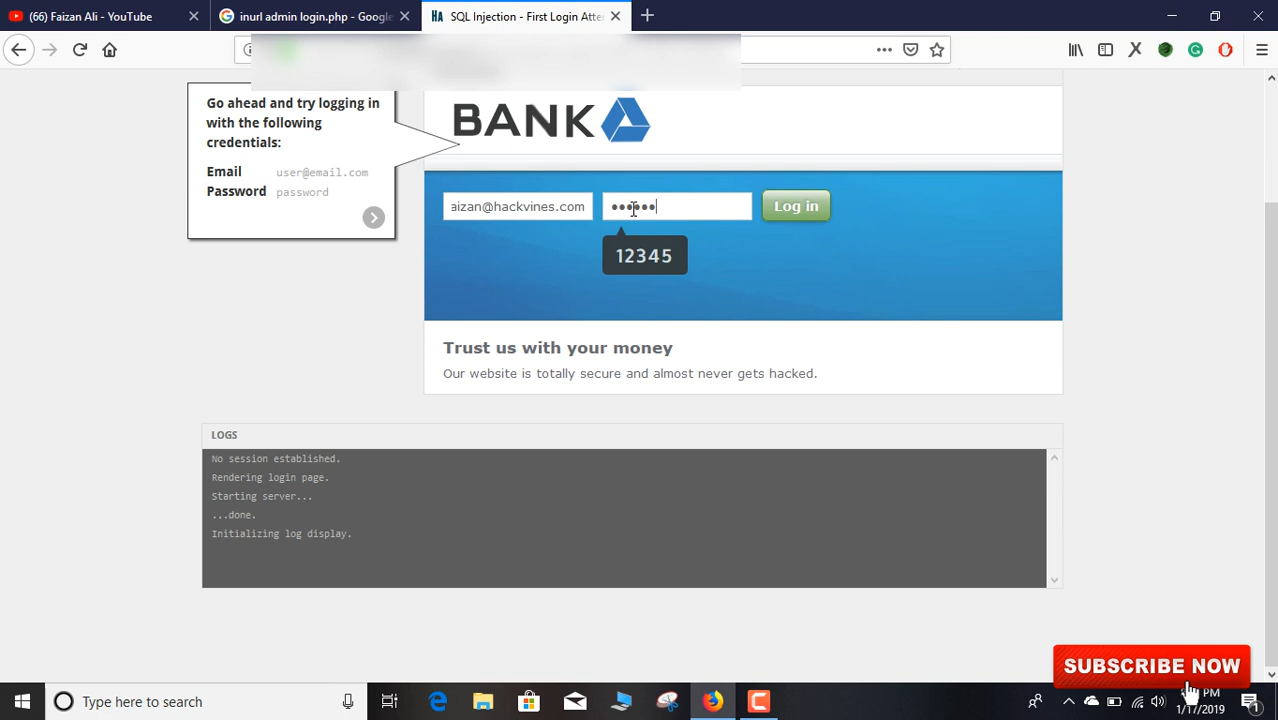 (66) Faizan Ali - YouTube
inurl admin login.php - Google
HA SQL Injection - First Login Atte
Go ahead and try logging in
with the following
credentials:
Email user@email.com
Password password
BANK
aizan@hackvines.com
••••••
Log in
12345
Trust us with your money
Our website is totally secure and almost never gets hacked.
LOGS
No session established.
Rendering login page.
Starting server...
...done.
Initializing log display.
SUBSCRIBE NOW
Type here to search
PM
1/17/2019